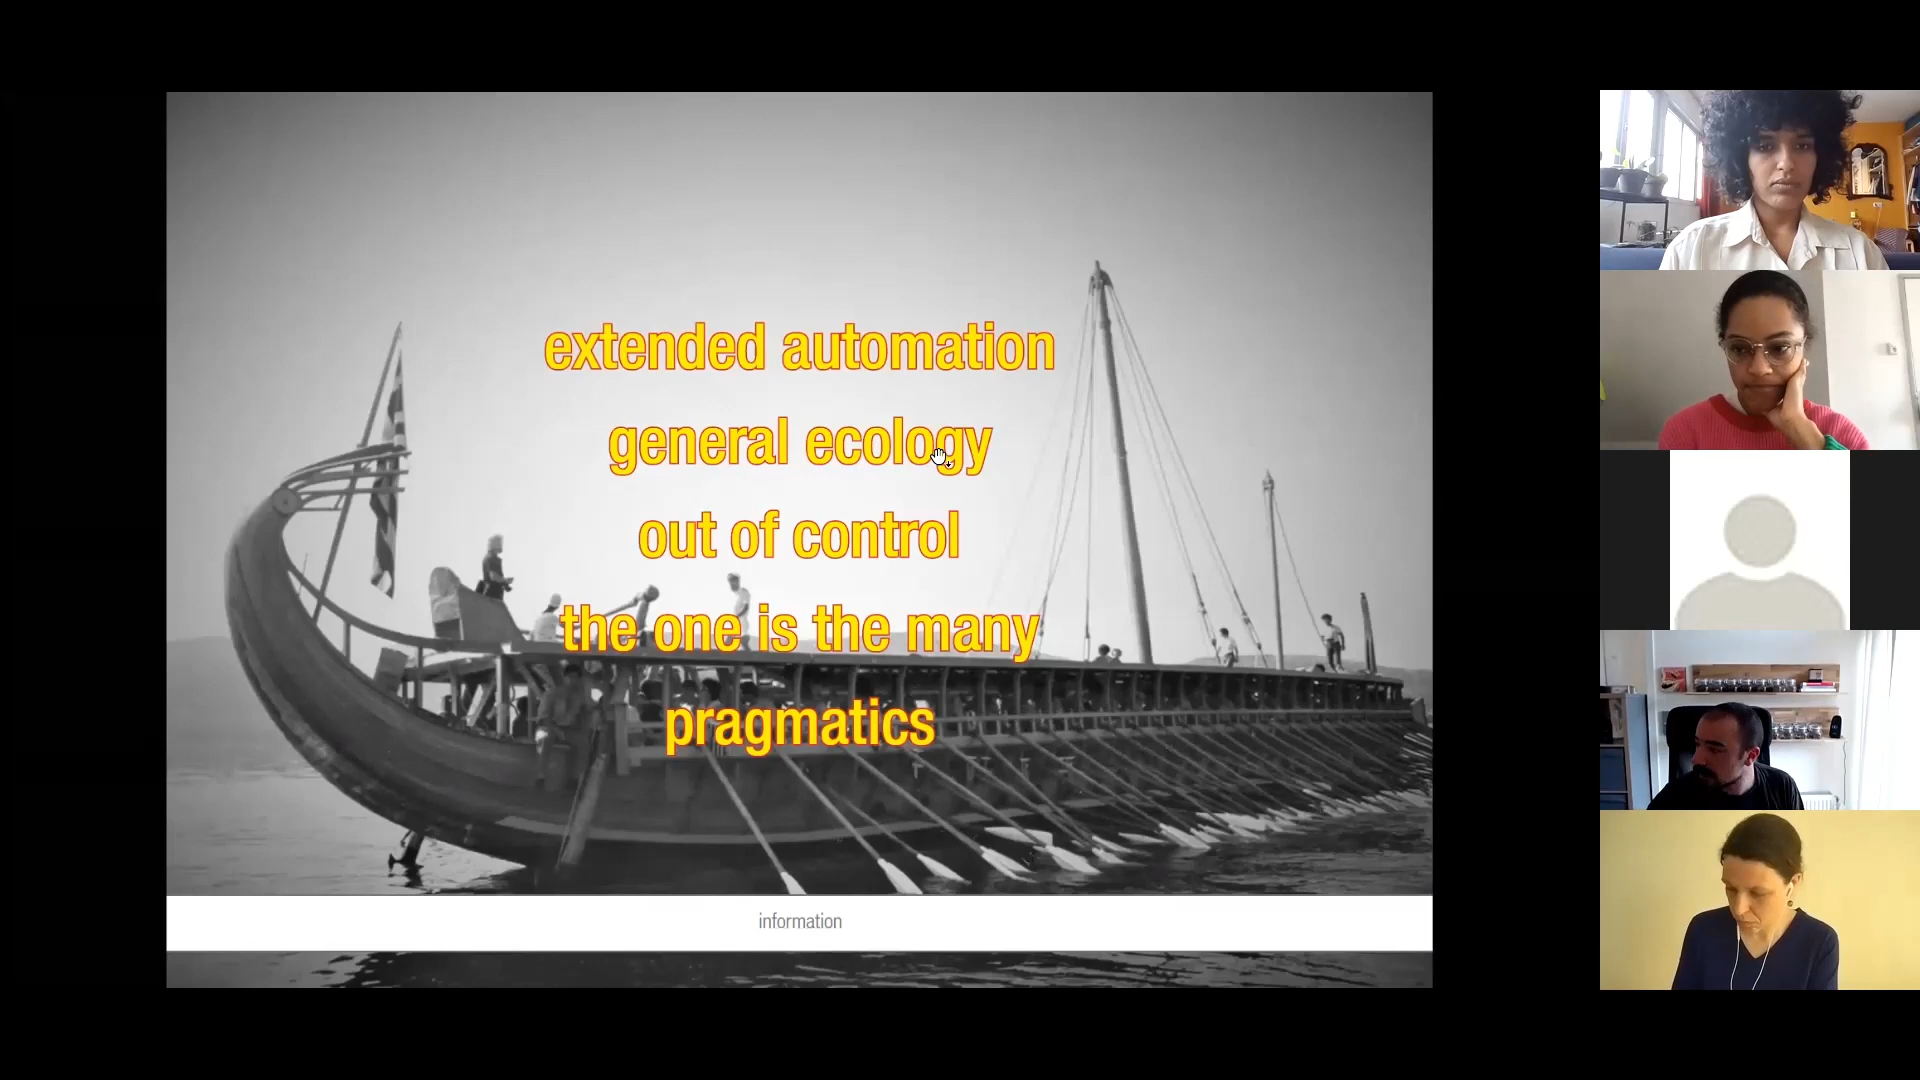 extended automation
general ecology
out of control
the one is the many
pragmatics
information